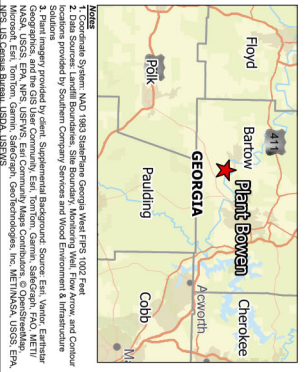 Floyd
411
Bartow
Cherokee
Plant Bowen
Polk
GEORGIA
Acworth
Paulding
Cobb
Ma
Notes
1. Coordinate System: NAD 1983 StatePlane Georgia West FIPS 1002 Feet
2. Data Sources: Landfill Boundaries, Site Boundary, Monitoring Well, Flow Arrow, and Contour
locations provided by Southern Company Services and Wood Environment & Infrastructure
Solutions
3. Plant imagery provided by client. Supplemental Background: Source: Esri, Vantor, Earthstar
Geographics, and the GIS User Community, Esri, TomTom, Garmin, SafeGraph, FAO, METI/
NASA, USGS, EPA, NPS, USFWS, Esri Community Maps Contributors, © OpenStreetMap,
Microsoft, Esri, TomTom, Garmin, SafeGraph, GeoTechnologies, Inc, METI/NASA, USGS, EPA,
NPS, US Census Bureau, USDA, USFWS